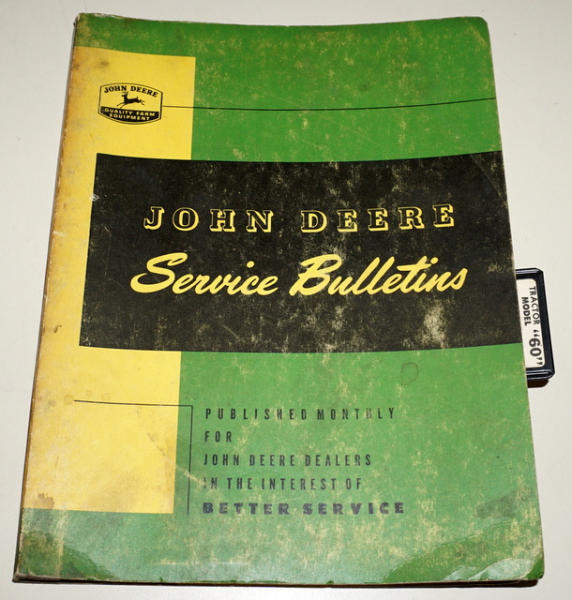 JOHN DEERE
QUALITY FARM
EQUIPMENT
JOHN DEERE
Service Bulletins
TRACTOR
MODEL "60"
PUBLISHED MONTHLY
FOR
JOHN DEERE DEALERS
IN THE INTEREST OF
BETTER SERVICE